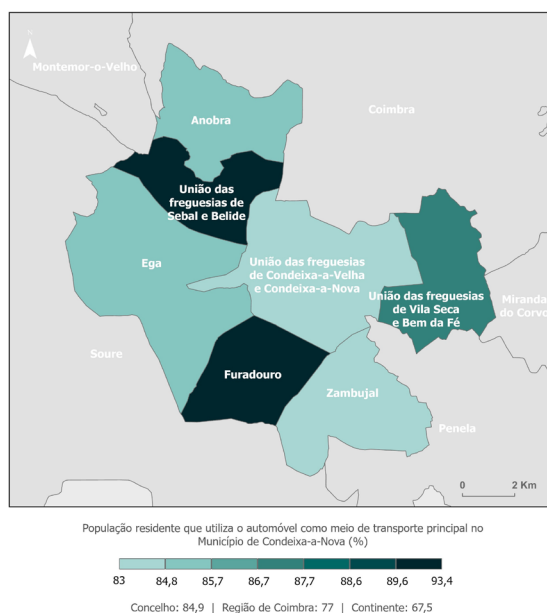 N
Montemor-o-Velho
Coimbra
Anobra
União das
freguesias de
Sebal e Belide
Ega
União das freguesias
de Condeixa-a-Velha
e Condeixa-a-Nova
União das freguesias
de Vila Seca
e Bem da Fé
Miranda
do Corvo
Soure
Furadouro
Zambujal
Penela
0 2 Km
População residente que utiliza o automóvel como meio de transporte principal no
Município de Condeixa-a-Nova (%)
83 84,8 85,7 86,7 87,7 88,6 89,6 93,4
Concelho: 84,9 | Região de Coimbra: 77 | Continente: 67,5